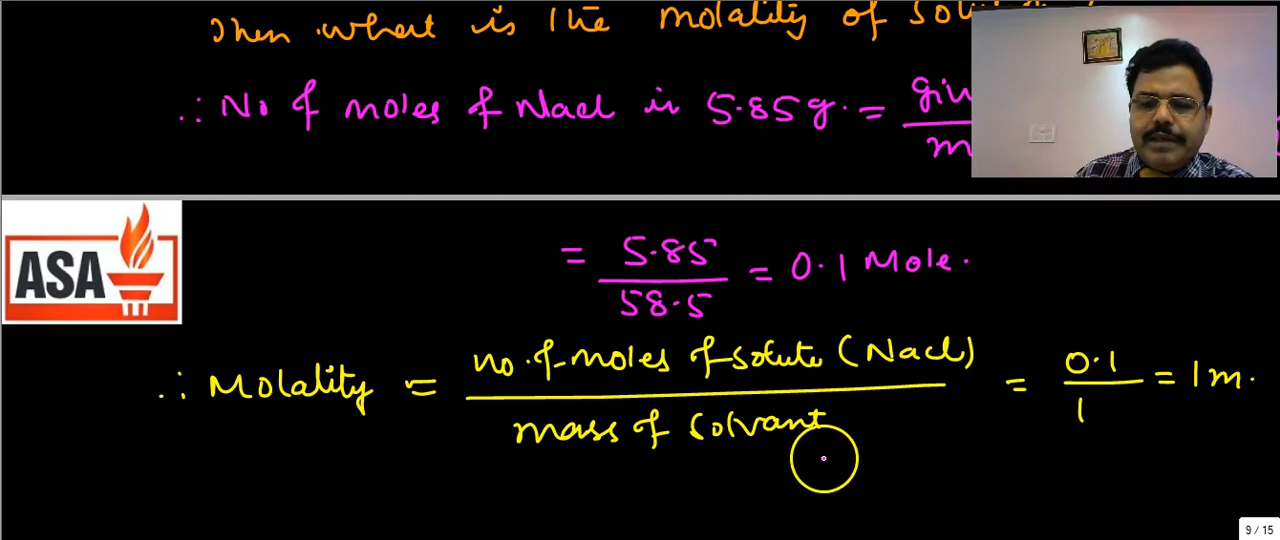 Then what is the molality of
∴ No of moles of Nacl in 5.85g. =
= 5.85 / 58.5 = 0.1 Mole.
ASA
∴ Molality = no. of moles of solute (Nacl) / mass of solvant = 0.1 / 1 = 1m.
9 / 15